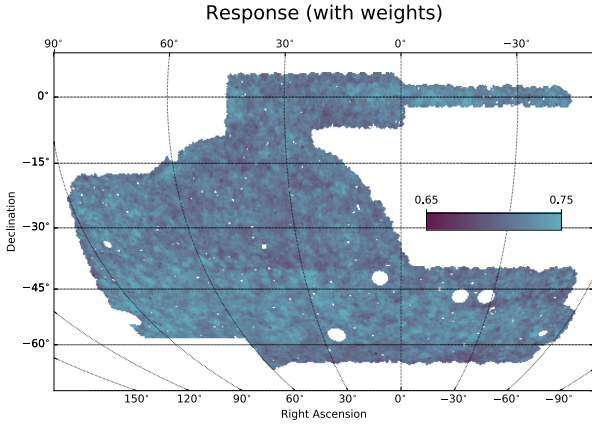 Response (with weights)
90° 60° 30° 0° −30°
0°
−15°
0.65 0.75
−30°
−45°
−60°
Declination
150° 120° 90° 60° 30° 0° −30° −60° −90°
Right Ascension